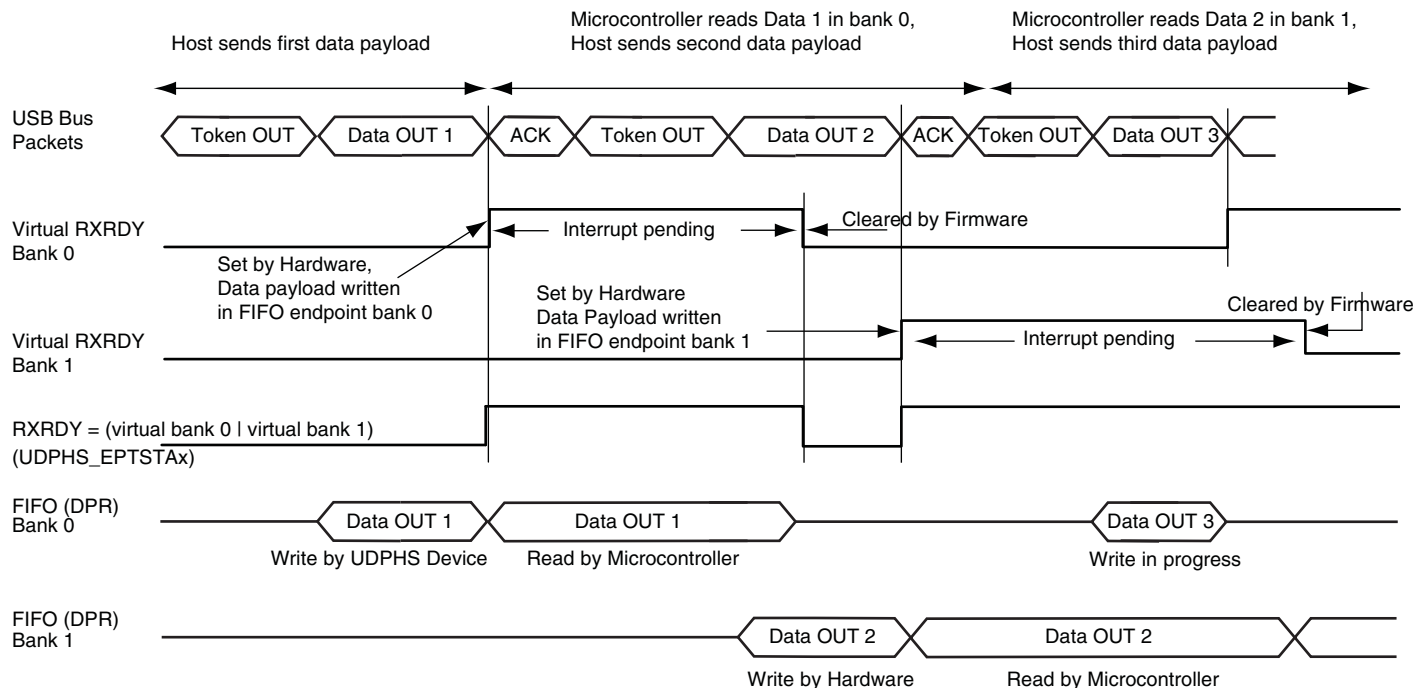 Host sends first data payload
Microcontroller reads Data 1 in bank 0,
Host sends second data payload
Microcontroller reads Data 2 in bank 1,
Host sends third data payload
USB Bus
Packets
Token OUT
Data OUT 1
ACK
Token OUT
Data OUT 2
ACK
Token OUT
Data OUT 3
Virtual RXRDY
Bank 0
Interrupt pending
Cleared by Firmware
Set by Hardware,
Data payload written
in FIFO endpoint bank 0
Set by Hardware
Data Payload written
in FIFO endpoint bank 1
Cleared by Firmware
Virtual RXRDY
Bank 1
Interrupt pending
RXRDY = (virtual bank 0 | virtual bank 1)
(UDPHS_EPTSTAx)
FIFO (DPR)
Bank 0
Data OUT 1
Data OUT 1
Data OUT 3
Write by UDPHS Device
Read by Microcontroller
Write in progress
FIFO (DPR)
Bank 1
Data OUT 2
Data OUT 2
Write by Hardware
Read by Microcontroller